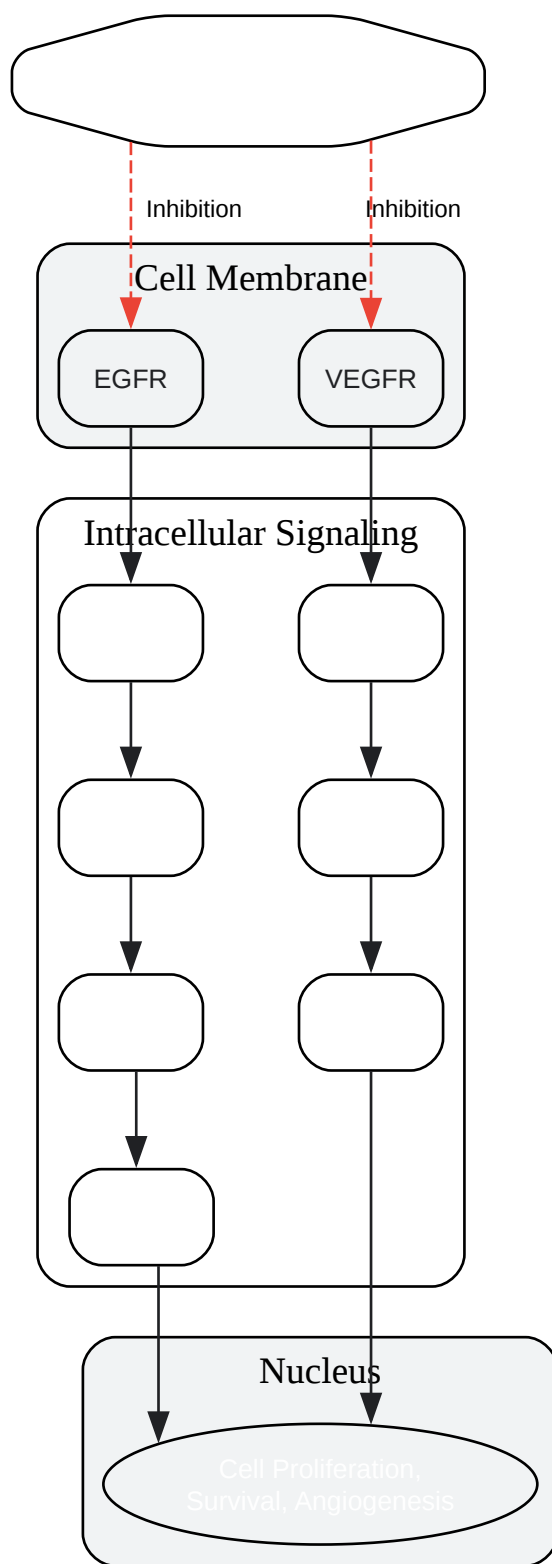 Inhibition
Inhibition
Cell Membrane
EGFR
VEGFR
Intracellular Signaling
Nucleus
Cell Proliferation,
Survival, Angiogenesis